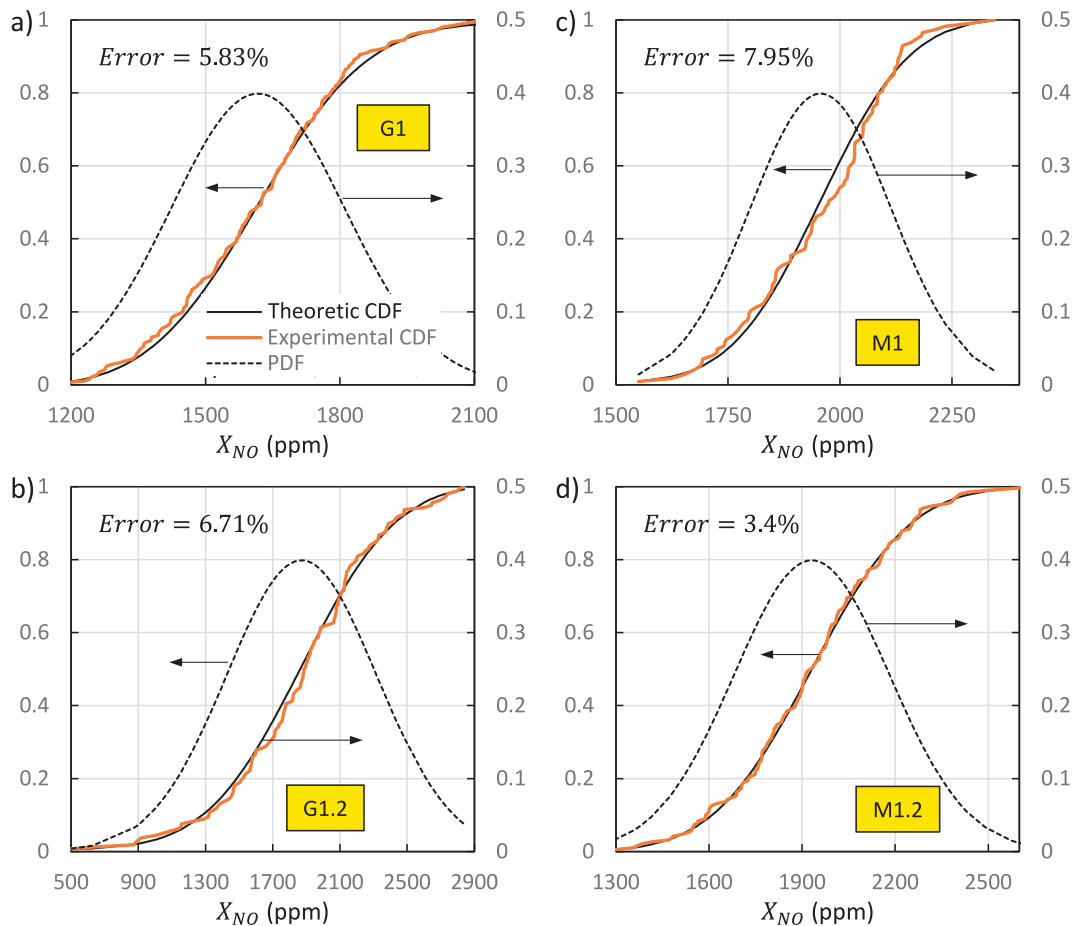 a)
1
0.8
0.6
0.4
0.2
0
0.5
0.4
0.3
0.2
0.1
0
Error = 5.83%
G1
Theoretic CDF
Experimental CDF
PDF
1200 1500 1800 2100
X_NO (ppm)
c)
1
0.8
0.6
0.4
0.2
0
0.5
0.4
0.3
0.2
0.1
0
Error = 7.95%
M1
1500 1750 2000 2250
X_NO (ppm)
b)
1
0.8
0.6
0.4
0.2
0
0.5
0.4
0.3
0.2
0.1
0
Error = 6.71%
G1.2
500 900 1300 1700 2100 2500 2900
X_NO (ppm)
d)
1
0.8
0.6
0.4
0.2
0
0.5
0.4
0.3
0.2
0.1
0
Error = 3.4%
M1.2
1300 1600 1900 2200 2500
X_NO (ppm)